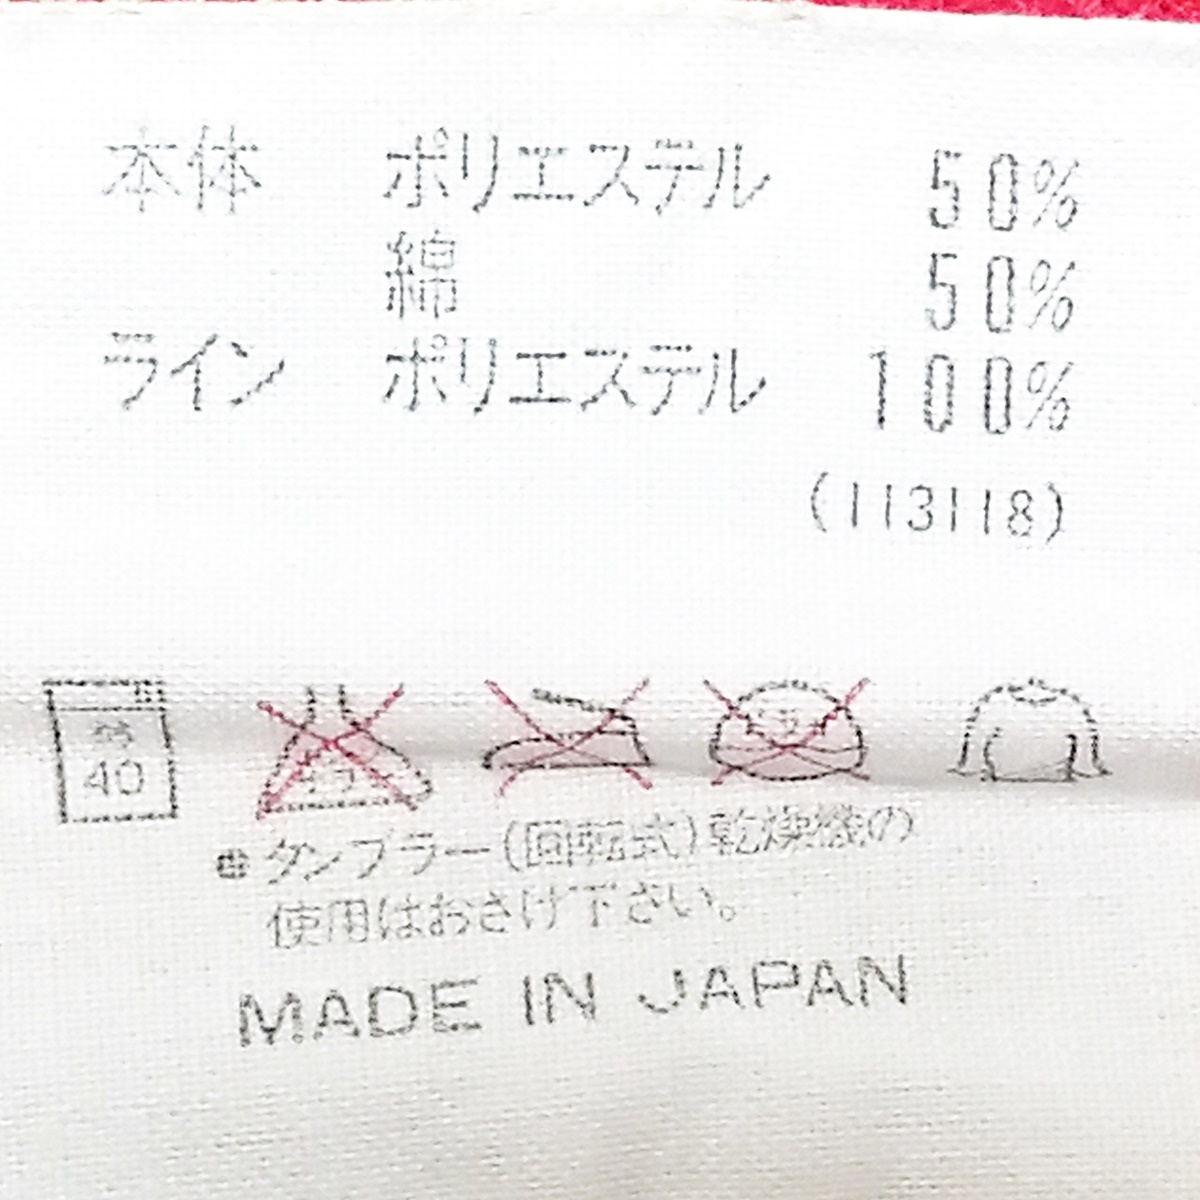 本体 ポリエステル 50%
綿 50%
ライン ポリエステル 100%
(113118)
弱
40
●タンブラー(回転式)乾燥機の
使用はおさけ下さい。
MADE IN JAPAN